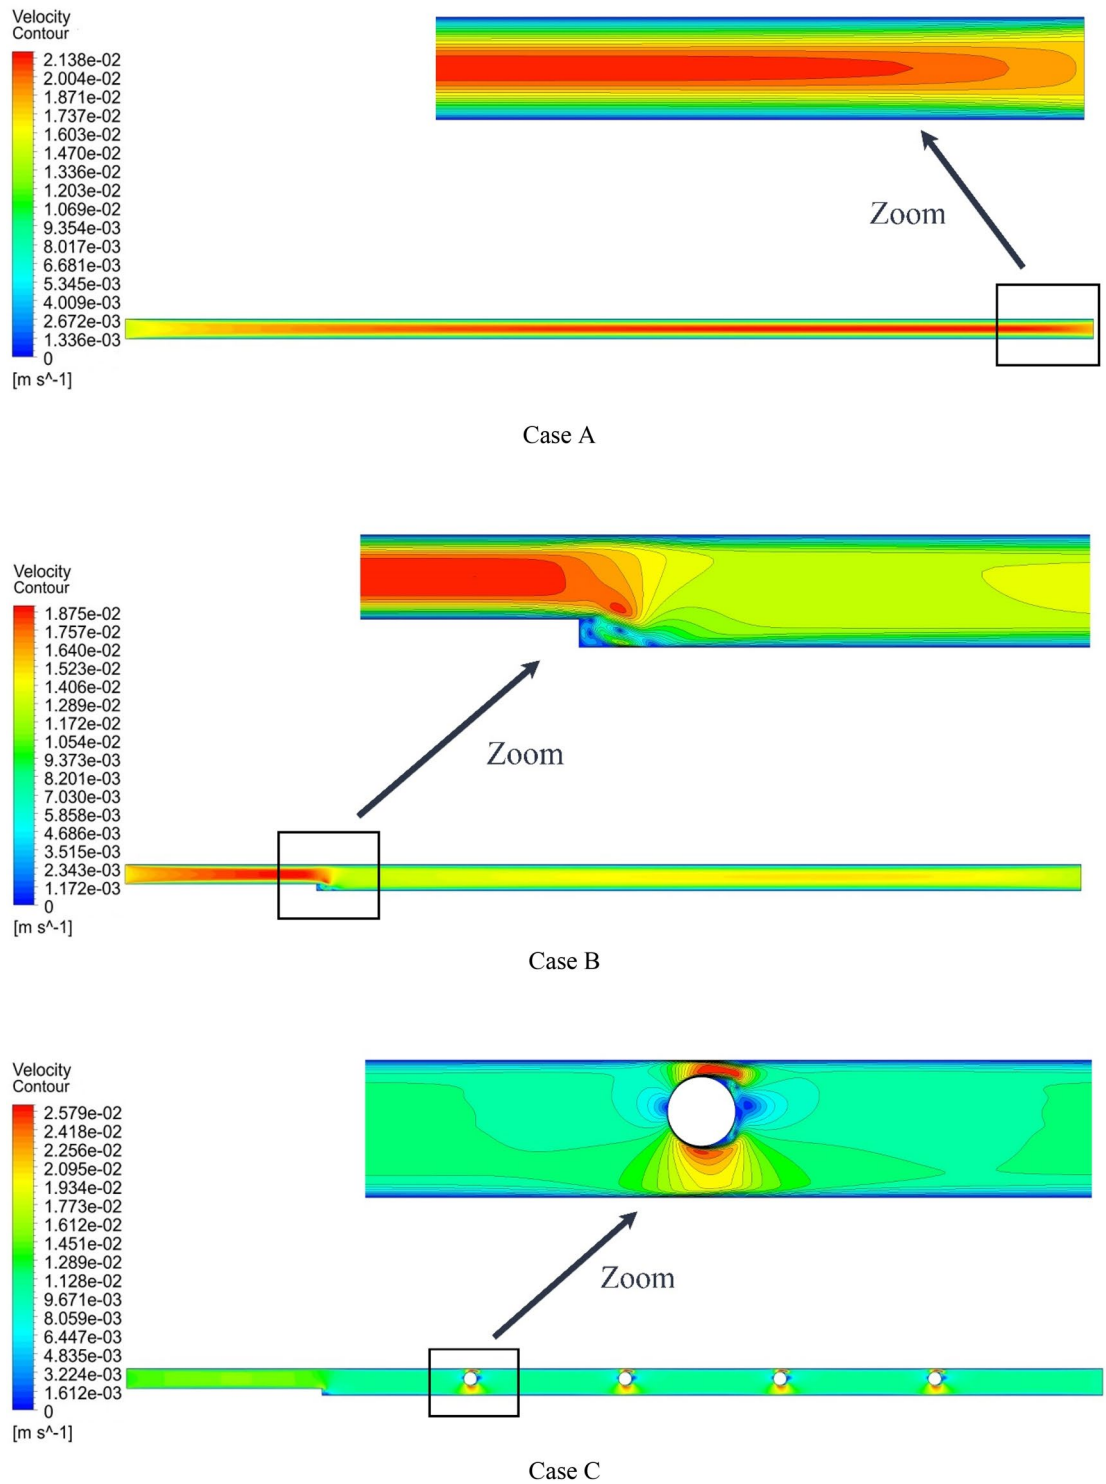 Velocity
Contour
2.138e-02
2.004e-02
1.871e-02
1.737e-02
1.603e-02
1.470e-02
1.336e-02
1.203e-02
1.069e-02
9.354e-03
8.017e-03
6.681e-03
5.345e-03
4.009e-03
2.672e-03
1.336e-03
0
[m s^-1]
Zoom
Case A
Velocity
Contour
1.875e-02
1.757e-02
1.640e-02
1.523e-02
1.406e-02
1.289e-02
1.172e-02
1.054e-02
9.373e-03
8.201e-03
7.030e-03
5.858e-03
4.686e-03
3.515e-03
2.343e-03
1.172e-03
0
[m s^-1]
Zoom
Case B
Velocity
Contour
2.579e-02
2.418e-02
2.256e-02
2.095e-02
1.934e-02
1.773e-02
1.612e-02
1.451e-02
1.289e-02
1.128e-02
9.671e-03
8.059e-03
6.447e-03
4.835e-03
3.224e-03
1.612e-03
0
[m s^-1]
Zoom
Case C